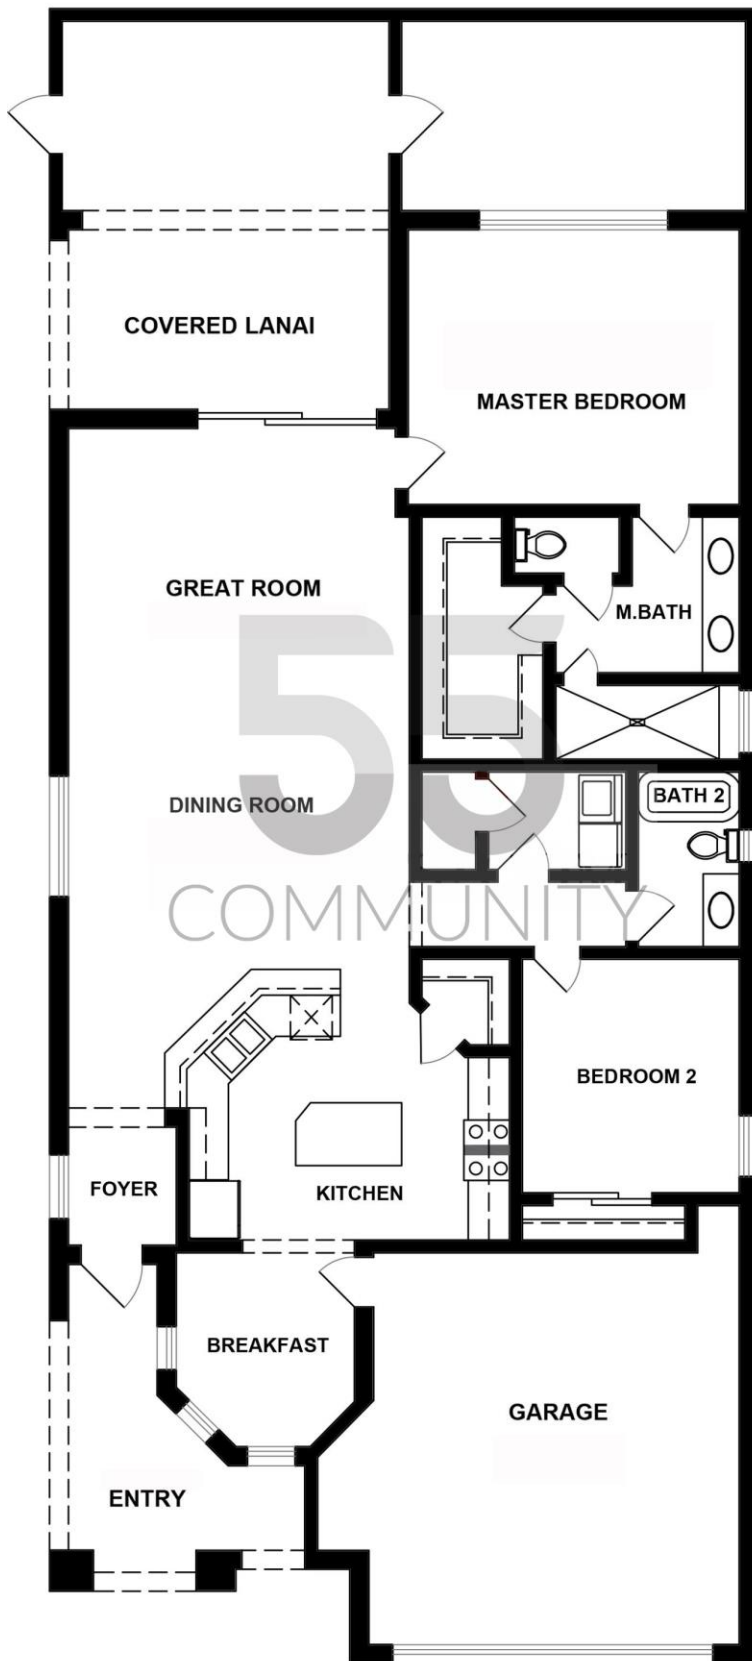 COVERED LANAI
MASTER BEDROOM
GREAT ROOM
M.BATH
55
DINING ROOM
BATH 2
COMMUNITY
BEDROOM 2
FOYER
KITCHEN
BREAKFAST
GARAGE
ENTRY